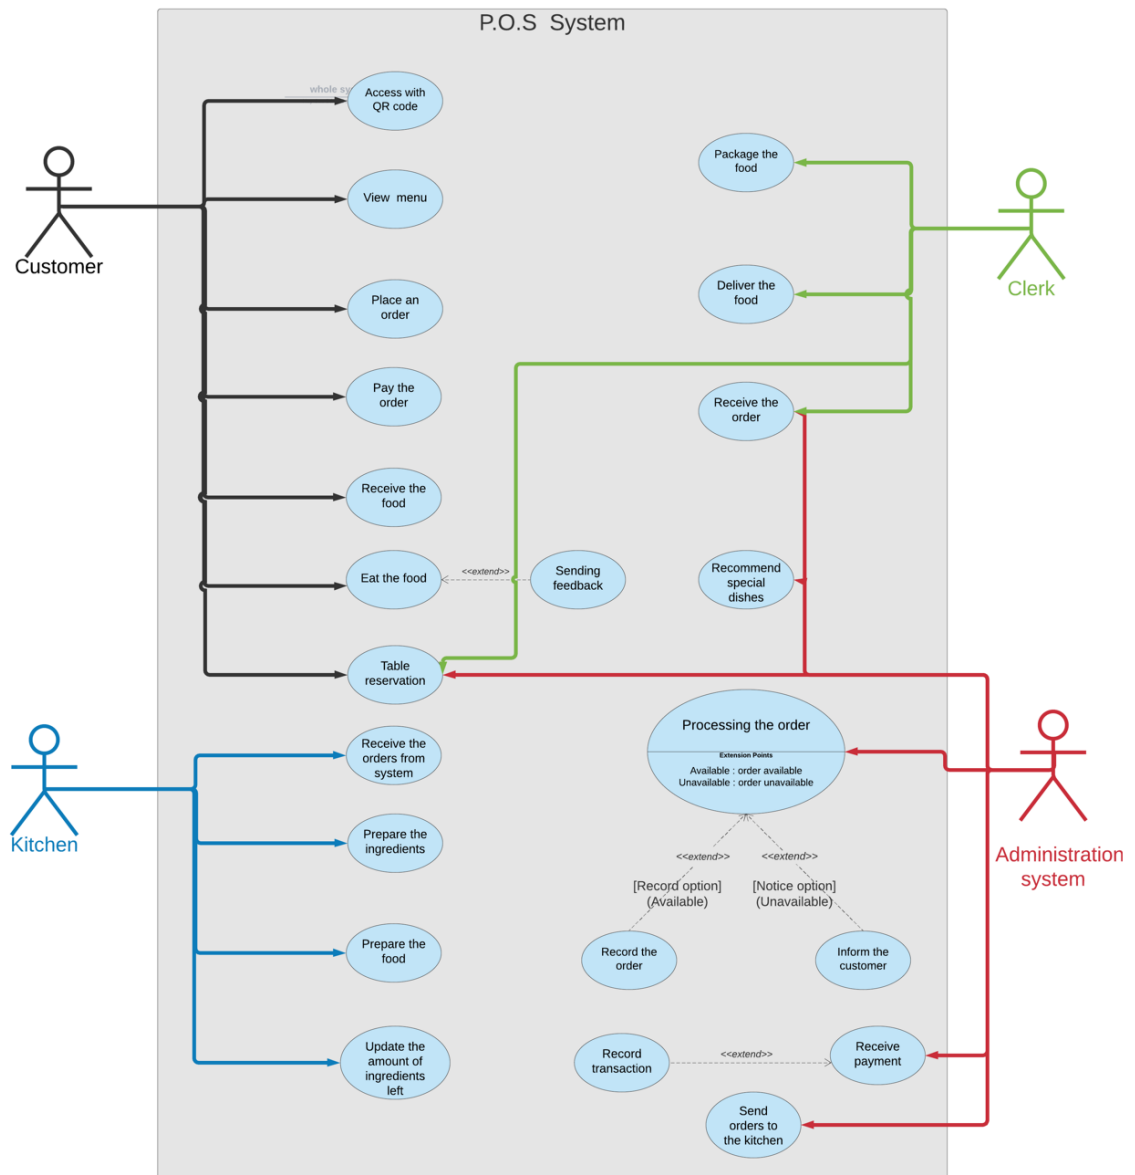 P.O.S System
whole sy
Access with
QR code
View menu
Place an
order
Pay the
order
Receive the
food
Eat the food
<<extend>>
Sending
feedback
Table
reservation
Customer
Package the
food
Deliver the
food
Receive the
order
Recommend
special
dishes
Clerk
Receive the
orders from
system
Prepare the
ingredients
Prepare the
food
Update the
amount of
ingredients
left
Kitchen
Processing the order
Extension Points
Available : order available
Unavailable : order unavailable
<<extend>>
<<extend>>
[Record option]
(Available)
[Notice option]
(Unavailable)
Record the
order
Inform the
customer
Record
transaction
<<extend>>
Receive
payment
Send
orders to
the kitchen
Administration
system